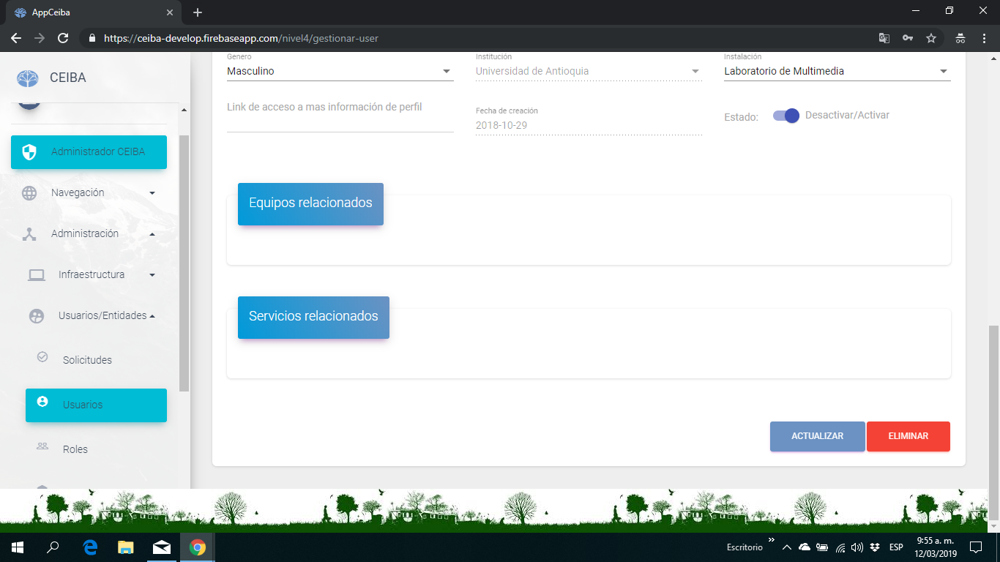 AppCeiba
https://ceiba-develop.firebaseapp.com/nivel4/gestionar-user
CEIBA
Administrador CEIBA
Navegación
Administración
Infraestructura
Usuarios/Entidades
Solicitudes
Usuarios
Roles
Genero
Institución
Instalación
Masculino
Universidad de Antioquia
Laboratorio de Multimedia
Link de acceso a mas información de perfil
Fecha de creación
2018-10-29
Estado:
Desactivar/Activar
Equipos relacionados
Servicios relacionados
ACTUALIZAR
ELIMINAR
Escritorio
ESP
9:55 a. m.
12/03/2019